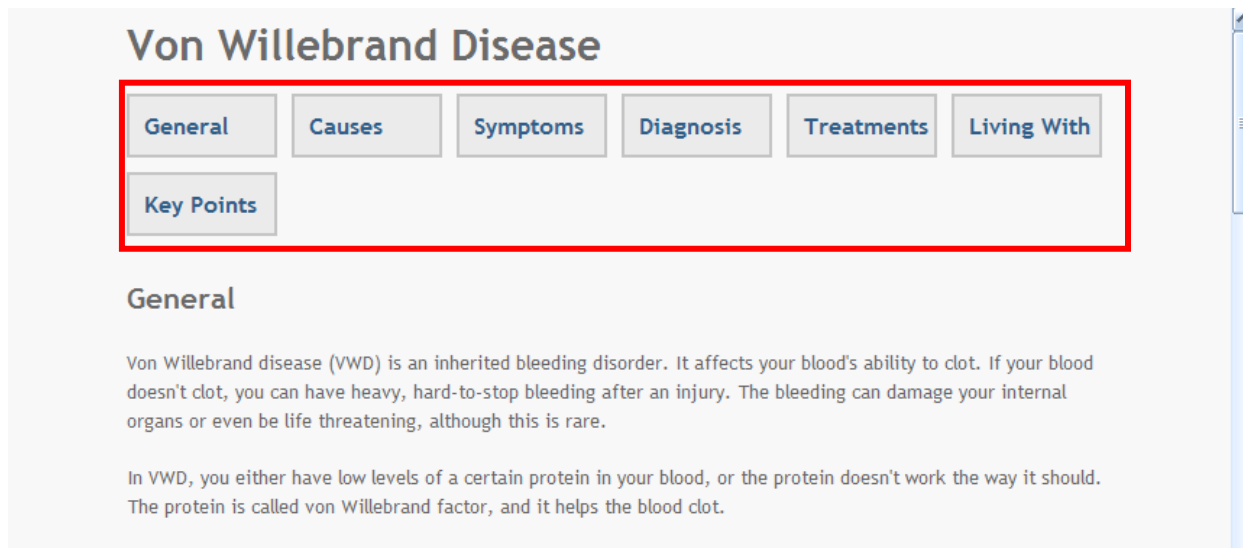 Von Willebrand Disease
General Causes Symptoms Diagnosis Treatments Living With
Key Points
General
Von Willebrand disease (VWD) is an inherited bleeding disorder. It affects your blood's ability to clot. If your blood
doesn't clot, you can have heavy, hard-to-stop bleeding after an injury. The bleeding can damage your internal
organs or even be life threatening, although this is rare.
In VWD, you either have low levels of a certain protein in your blood, or the protein doesn't work the way it should.
The protein is called von Willebrand factor, and it helps the blood clot.